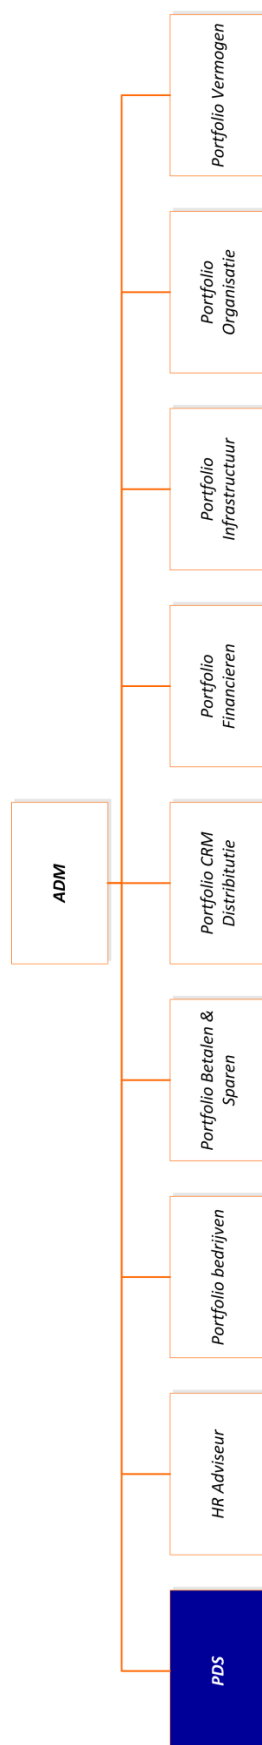 ADM
PDS
HR Adviseur
Portfolio bedrijven
Portfolio Betalen &
Sparen
Portfolio CRM
Distribitutie
Portfolio
Financieren
Portfolio
Infrastructuur
Portfolio
Organisatie
Portfolio Vermogen